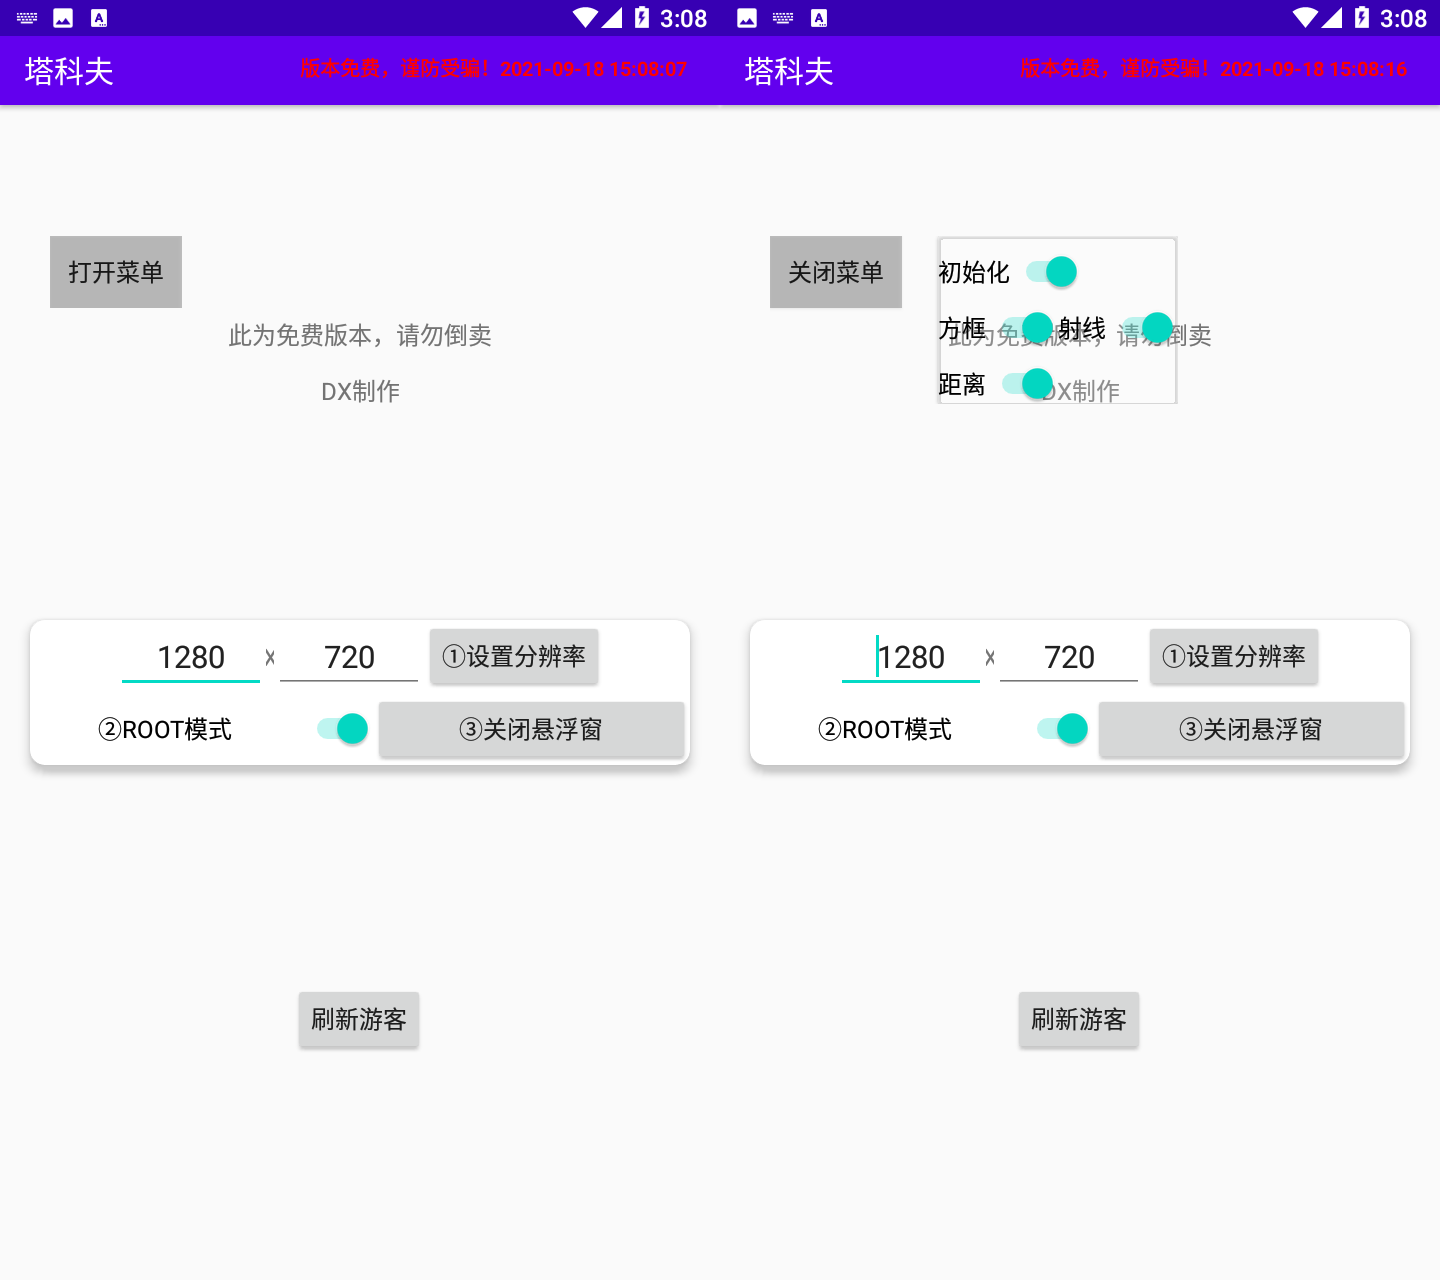 3:08
塔科夫
版本免费，谨防受骗！2021-09-18 15:08:07
打开菜单
此为免费版本，请勿倒卖
DX制作
1280 x 720 ①设置分辨率
②ROOT模式 ③关闭悬浮窗
刷新游客
3:08
塔科夫
版本免费，谨防受骗！2021-09-18 15:08:16
关闭菜单
初始化
方框 射线
此为免费版本，请勿倒卖
距离
DX制作
1280 x 720 ①设置分辨率
②ROOT模式 ③关闭悬浮窗
刷新游客